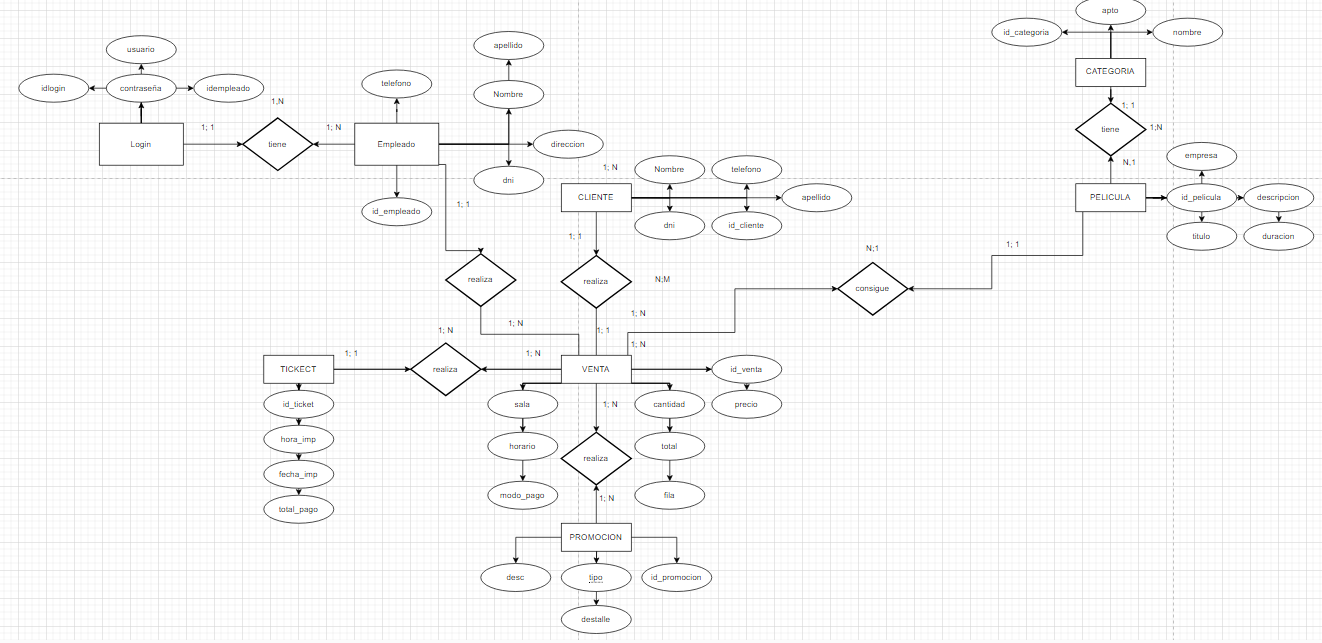 apto
id_categoria
nombre
CATEGORIA
1; 1
tiene
1;N
N,1
empresa
PELICULA
id_pelicula
descripcion
titulo
duracion
usuario
idlogin
contraseña
idempleado
Login
1; 1
1,N
tiene
1; N
telefono
apellido
Nombre
Empleado
direccion
dni
id_empleado
1; 1
1; N
Nombre
telefono
CLIENTE
apellido
dni
id_cliente
1; 1
N;1
1; 1
realiza
realiza
N;M
consigue
1; N
1; N
1; N
1; 1
1; N
TICKECT
1; 1
realiza
1; N
VENTA
id_venta
id_ticket
sala
1; N
cantidad
precio
hora_imp
horario
realiza
total
fecha_imp
modo_pago
1; N
fila
total_pago
PROMOCION
desc
tipo
id_promocion
destalle